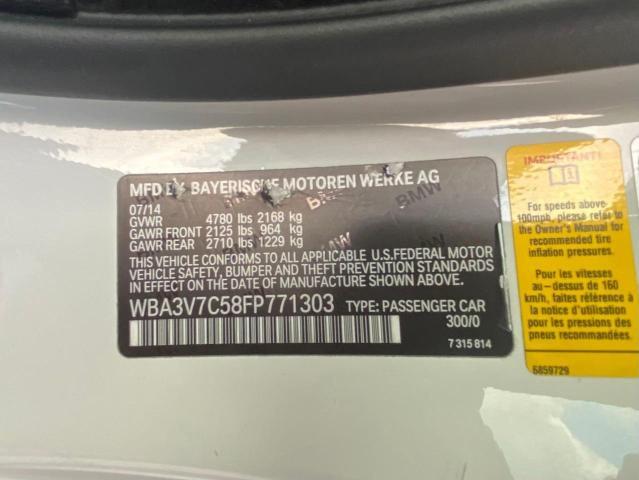 MFD BY BAYERISCHE MOTOREN WERKE AG
07/14
GVWR 4780 lbs 2168 kg
GAWR FRONT 2125 lbs 964 kg
GAWR REAR 2710 lbs 1229 kg
THIS VEHICLE CONFORMS TO ALL APPLICABLE U.S.FEDERAL MOTOR
VEHICLE SAFETY, BUMPER, AND THEFT PREVENTION STANDARDS
IN EFFECT ON THE DATE OF MANUFACTURE SHOWN ABOVE.
WBA3V7C58FP771303 TYPE: PASSENGER CAR
300/0
7 315 814
BMW
BMW
BMW
IMPORTANT!
For speeds above
100mph, please refer to
the Owner's Manual for
recommended tire
inflation pressures.
Pour les vitesses
au-dessus de 160
km/h, faites référence à
la notice d'utilisation
pour les pressions des
pneu recommandées.
6859729